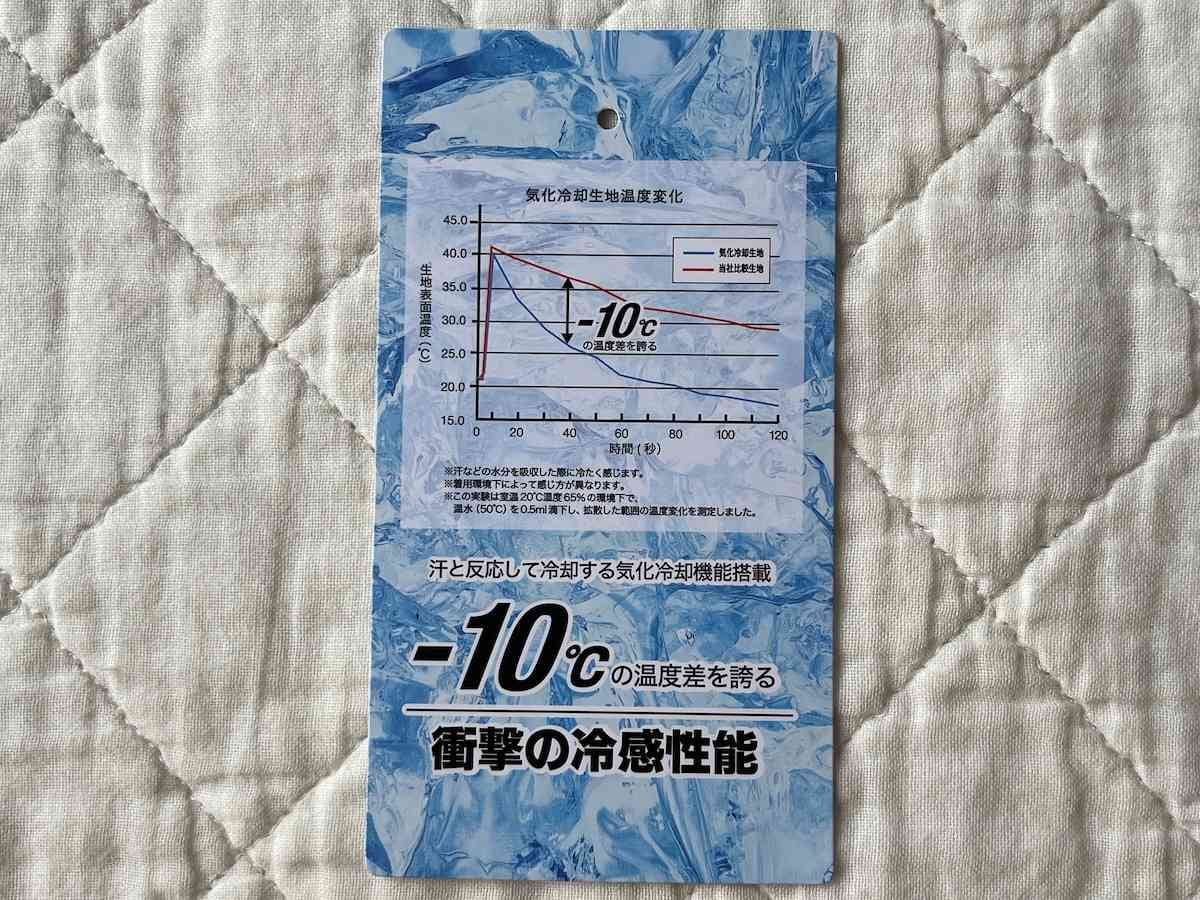 気化冷却生地温度変化
45.0
40.0
35.0
30.0
25.0
20.0
15.0
生地表面温度(℃)
気化冷却生地
当社比較生地
-10℃
の温度差を誇る
0 20 40 60 80 100 120
時間(秒)
※汗などの水分を吸収した際に冷たく感じます。
※着用環境下によって感じ方が異なります。
※この実験は室温20℃湿度65%の環境下で、
温水(50℃)を0.5ml滴下し、拡散した範囲の温度変化を測定しました。
汗と反応して冷却する気化冷却機能搭載
-10℃の温度差を誇る
衝撃の冷感性能